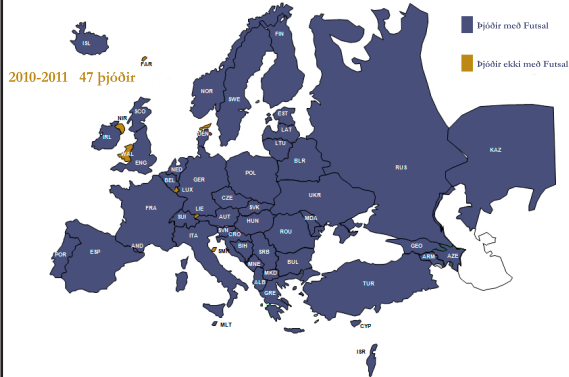 Þjóðir með Futsal
Þjóðir ekki með Futsal
2010-2011 47 þjóðir
ISL
FAR
FIN
NOR
SWE
EST
LAT
LTU
SCO
NIR
IRL
WAL
ENG
DEN
NED
BEL
LUX
GER
POL
BLR
RUS
KAZ
UKR
CZE
SVK
FRA
LIE
SUI
AUT
HUN
MDA
ROU
SVN
CRO
BIH
SRB
ITA
SMR
MNE
MKD
BUL
ALB
GRE
AND
POR
ESP
MLT
TUR
GEO
ARM
AZE
CYP
ISR